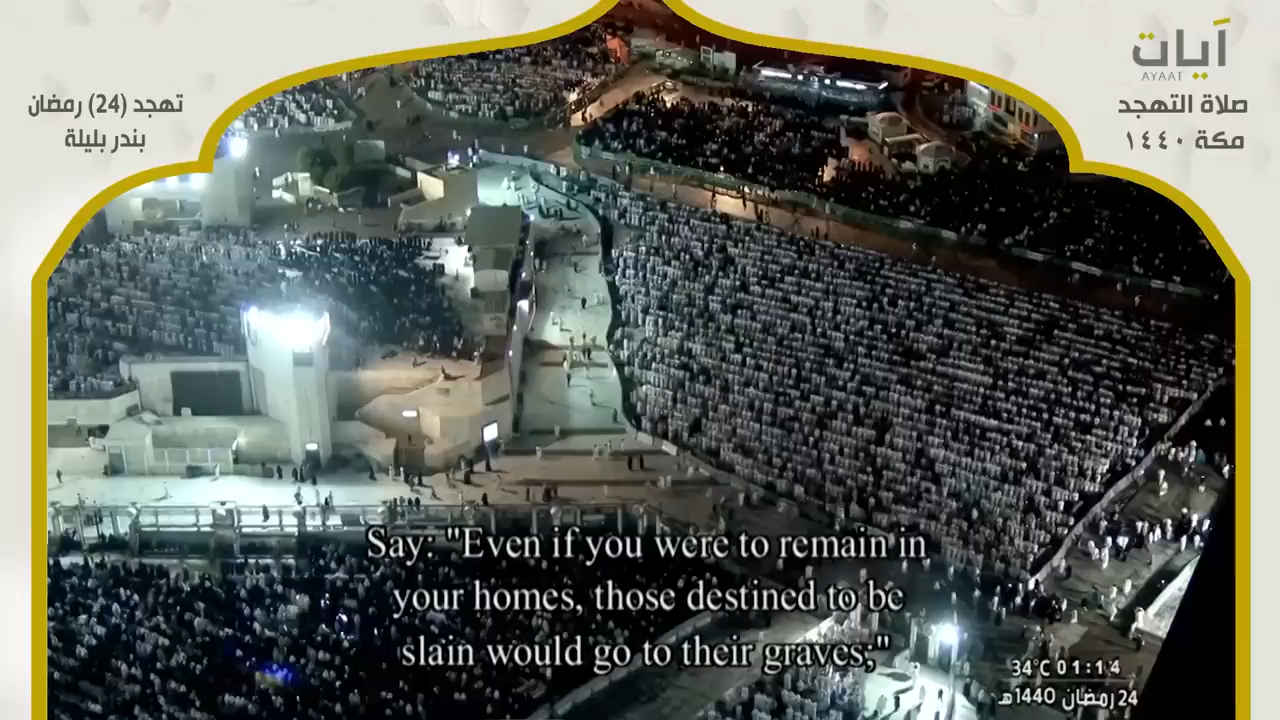 آيات
AYAAT
صلاة التهجد
مكة ١٤٤٠
تهجد (24) رمضان
بندر بليلة
Say: "Even if you were to remain in
your homes, those destined to be
slain would go to their graves;"
34°C 01:14
24 رمضان 1440هـ